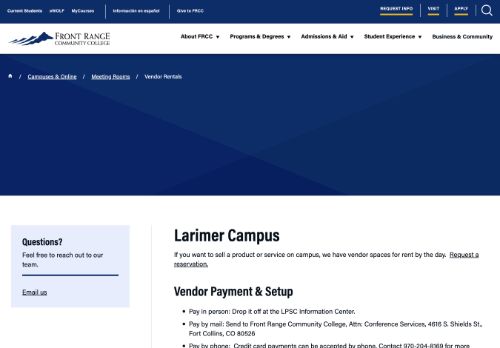 Current Students eWOLF MyCourses Información en español Give to FRCC REQUEST INFO VISIT APPLY
FRONT RANGE
COMMUNITY COLLEGE
About FRCC ▼ Programs & Degrees ▼ Admissions & Aid ▼ Student Experience ▼ Business & Community
/ Campuses & Online / Meeting Rooms / Vendor Rentals
Questions?
Feel free to reach out to our
team.
Email us
Larimer Campus
If you want to sell a product or service on campus, we have vendor spaces for rent by the day. Request a
reservation.
Vendor Payment & Setup
• Pay in person: Drop it off at the LPSC Information Center.
• Pay by mail: Send to Front Range Community College, Attn: Conference Services, 4616 S. Shields St.,
Fort Collins, CO 80526
• Pay by phone: Credit card payments can be accepted by phone. Contact 970-204-8169 for more